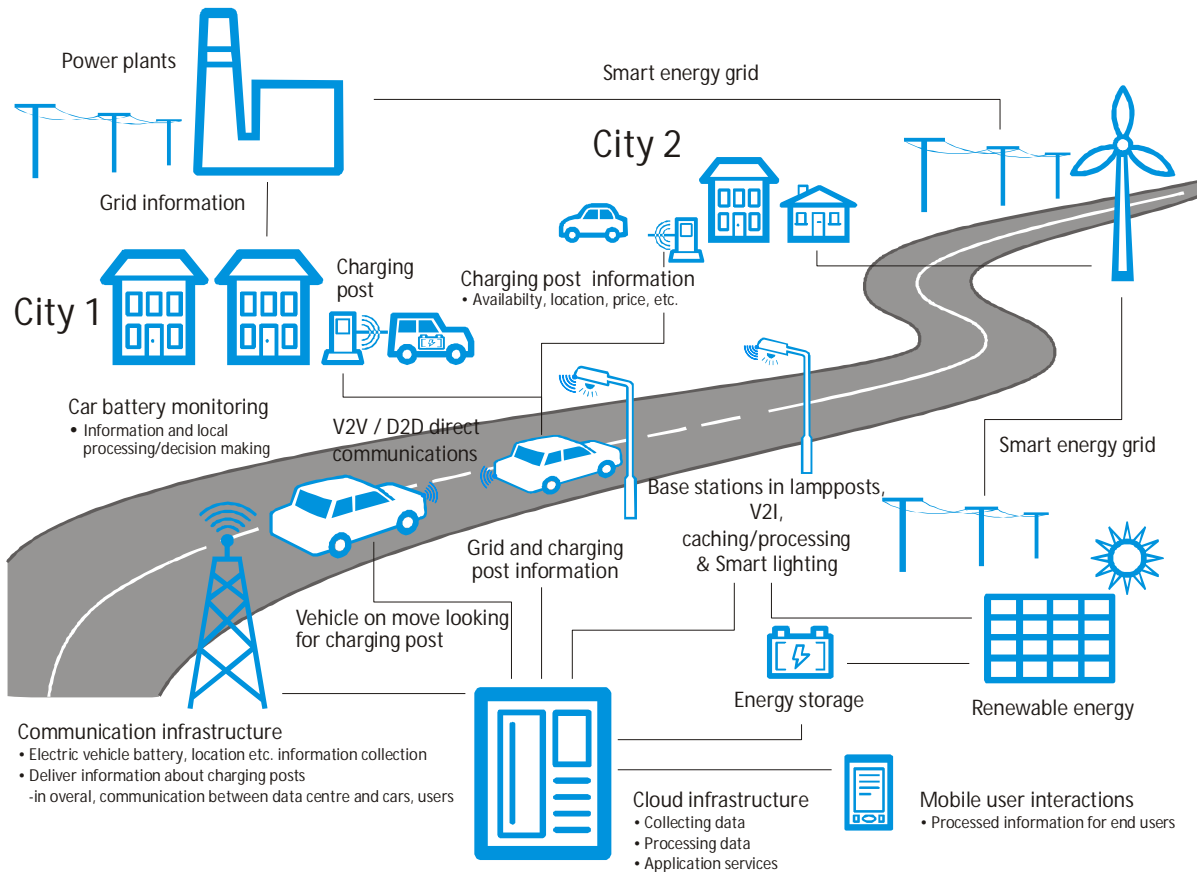 Power plants
Smart energy grid
City 2
Grid information
Charging
post
Charging post information
• Availabilty, location, price, etc.
City 1
Car battery monitoring
• Information and local
processing/decision making
V2V / D2D direct
communications
Smart energy grid
Base stations in lampposts,
V2I,
caching/processing
& Smart lighting
Grid and charging
post information
Vehicle on move looking
for charging post
Energy storage
Renewable energy
Communication infrastructure
• Electric vehicle battery, location etc. information collection
• Deliver information about charging posts
-in overal, communication between data centre and cars, users
Cloud infrastructure
• Collecting data
• Processing data
• Application services
Mobile user interactions
• Processed information for end users